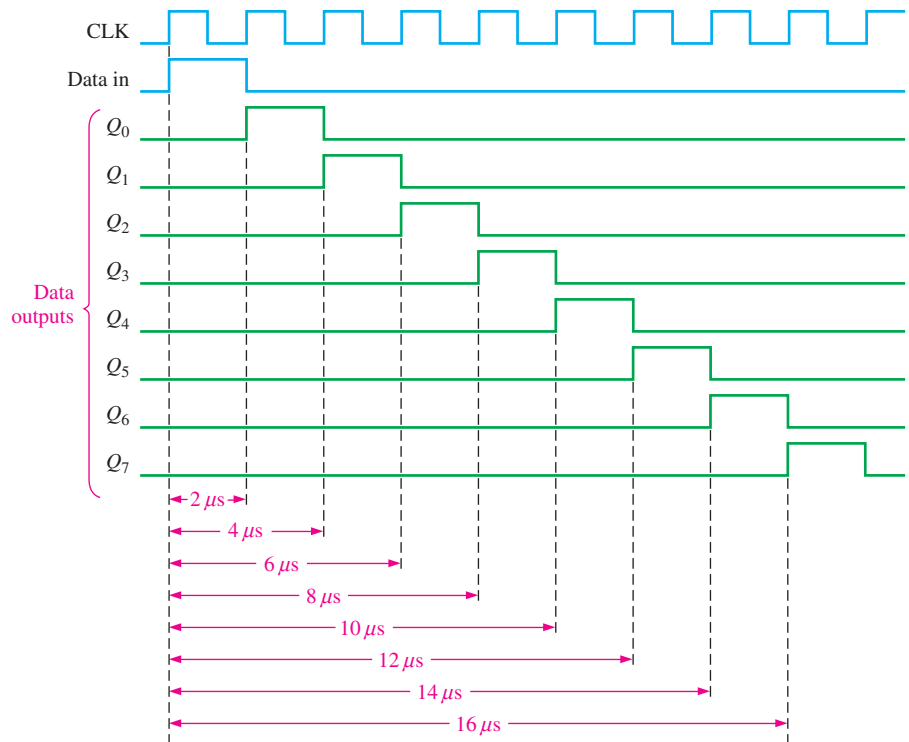 CLK
Data in
Q0
Q1
Q2
Q3
Data
outputs
Q4
Q5
Q6
Q7
2 μs
4 μs
6 μs
8 μs
10 μs
12 μs
14 μs
16 μs